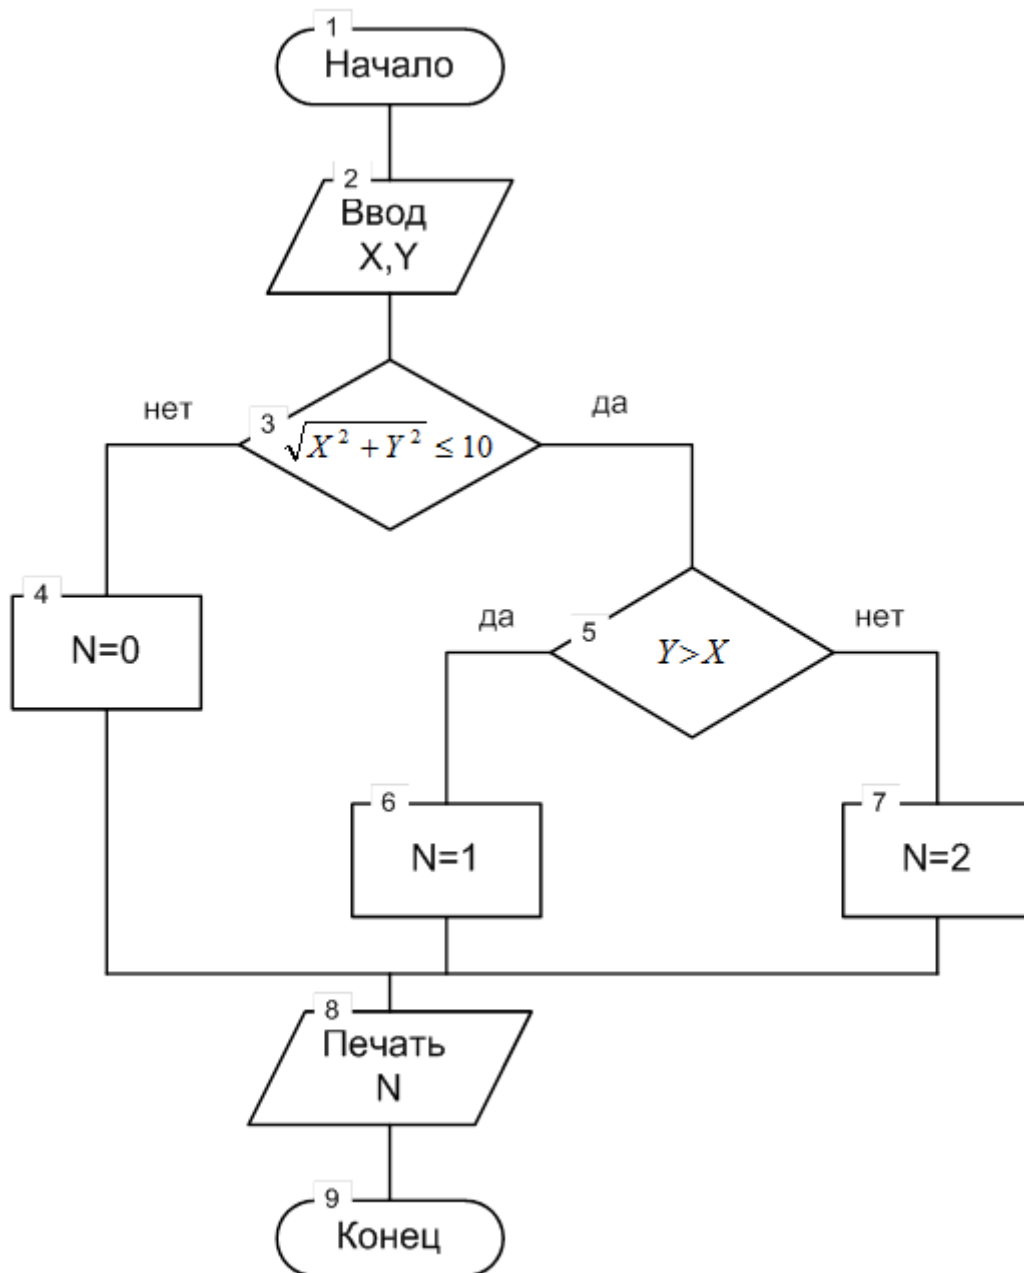 1
Начало
2
Ввод
X,Y
нет
да
3
√(X² + Y²) ≤ 10
4
N=0
да
5
Y>X
нет
6
N=1
7
N=2
8
Печать
N
9
Конец